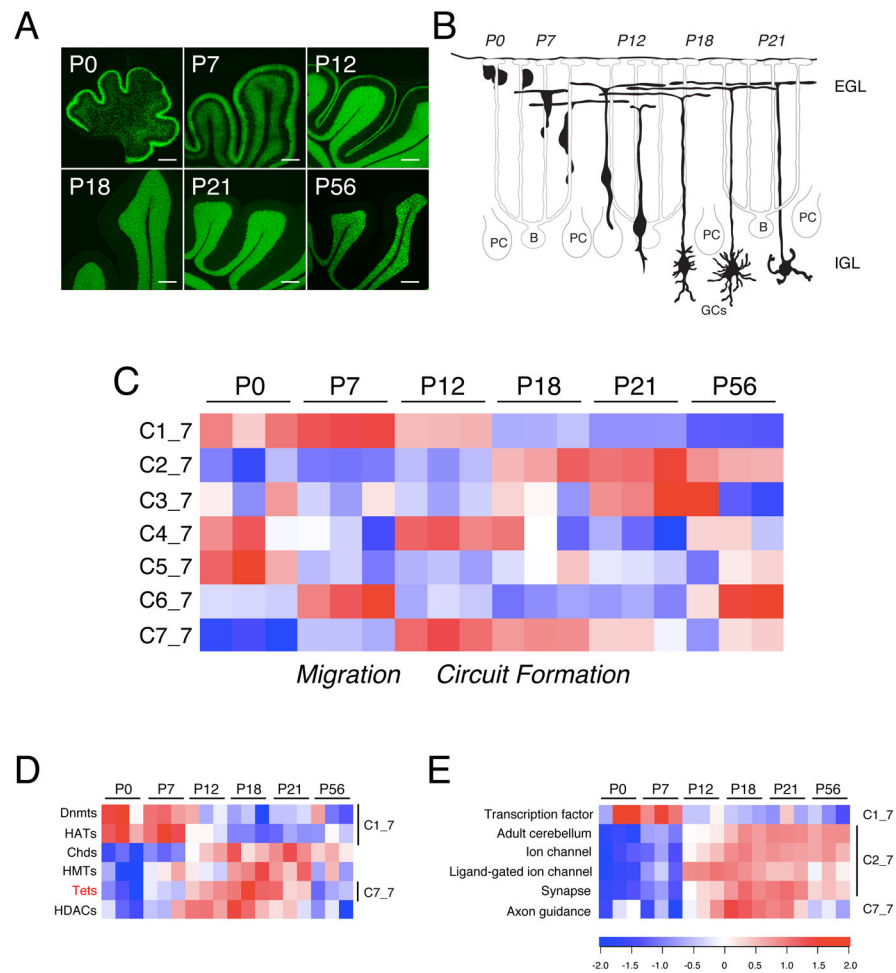 A
P0
P7
P12
P18
P21
P56
B
P0 P7 P12 P18 P21
EGL
PC
B
PC
PC
B
PC
IGL
GCs
C
P0 P7 P12 P18 P21 P56
C1_7
C2_7
C3_7
C4_7
C5_7
C6_7
C7_7
Migration Circuit Formation
D
P0 P7 P12 P18 P21 P56
Dnmts
HATs
Chds
HMTs
Tets
HDACs
C1_7
C7_7
E
P0 P7 P12 P18 P21 P56
Transcription factor
Adult cerebellum
Ion channel
Ligand-gated ion channel
Synapse
Axon guidance
C1_7
C2_7
C7_7
-2.0 -1.5 -1.0 -0.5 0 0.5 1.0 1.5 2.0